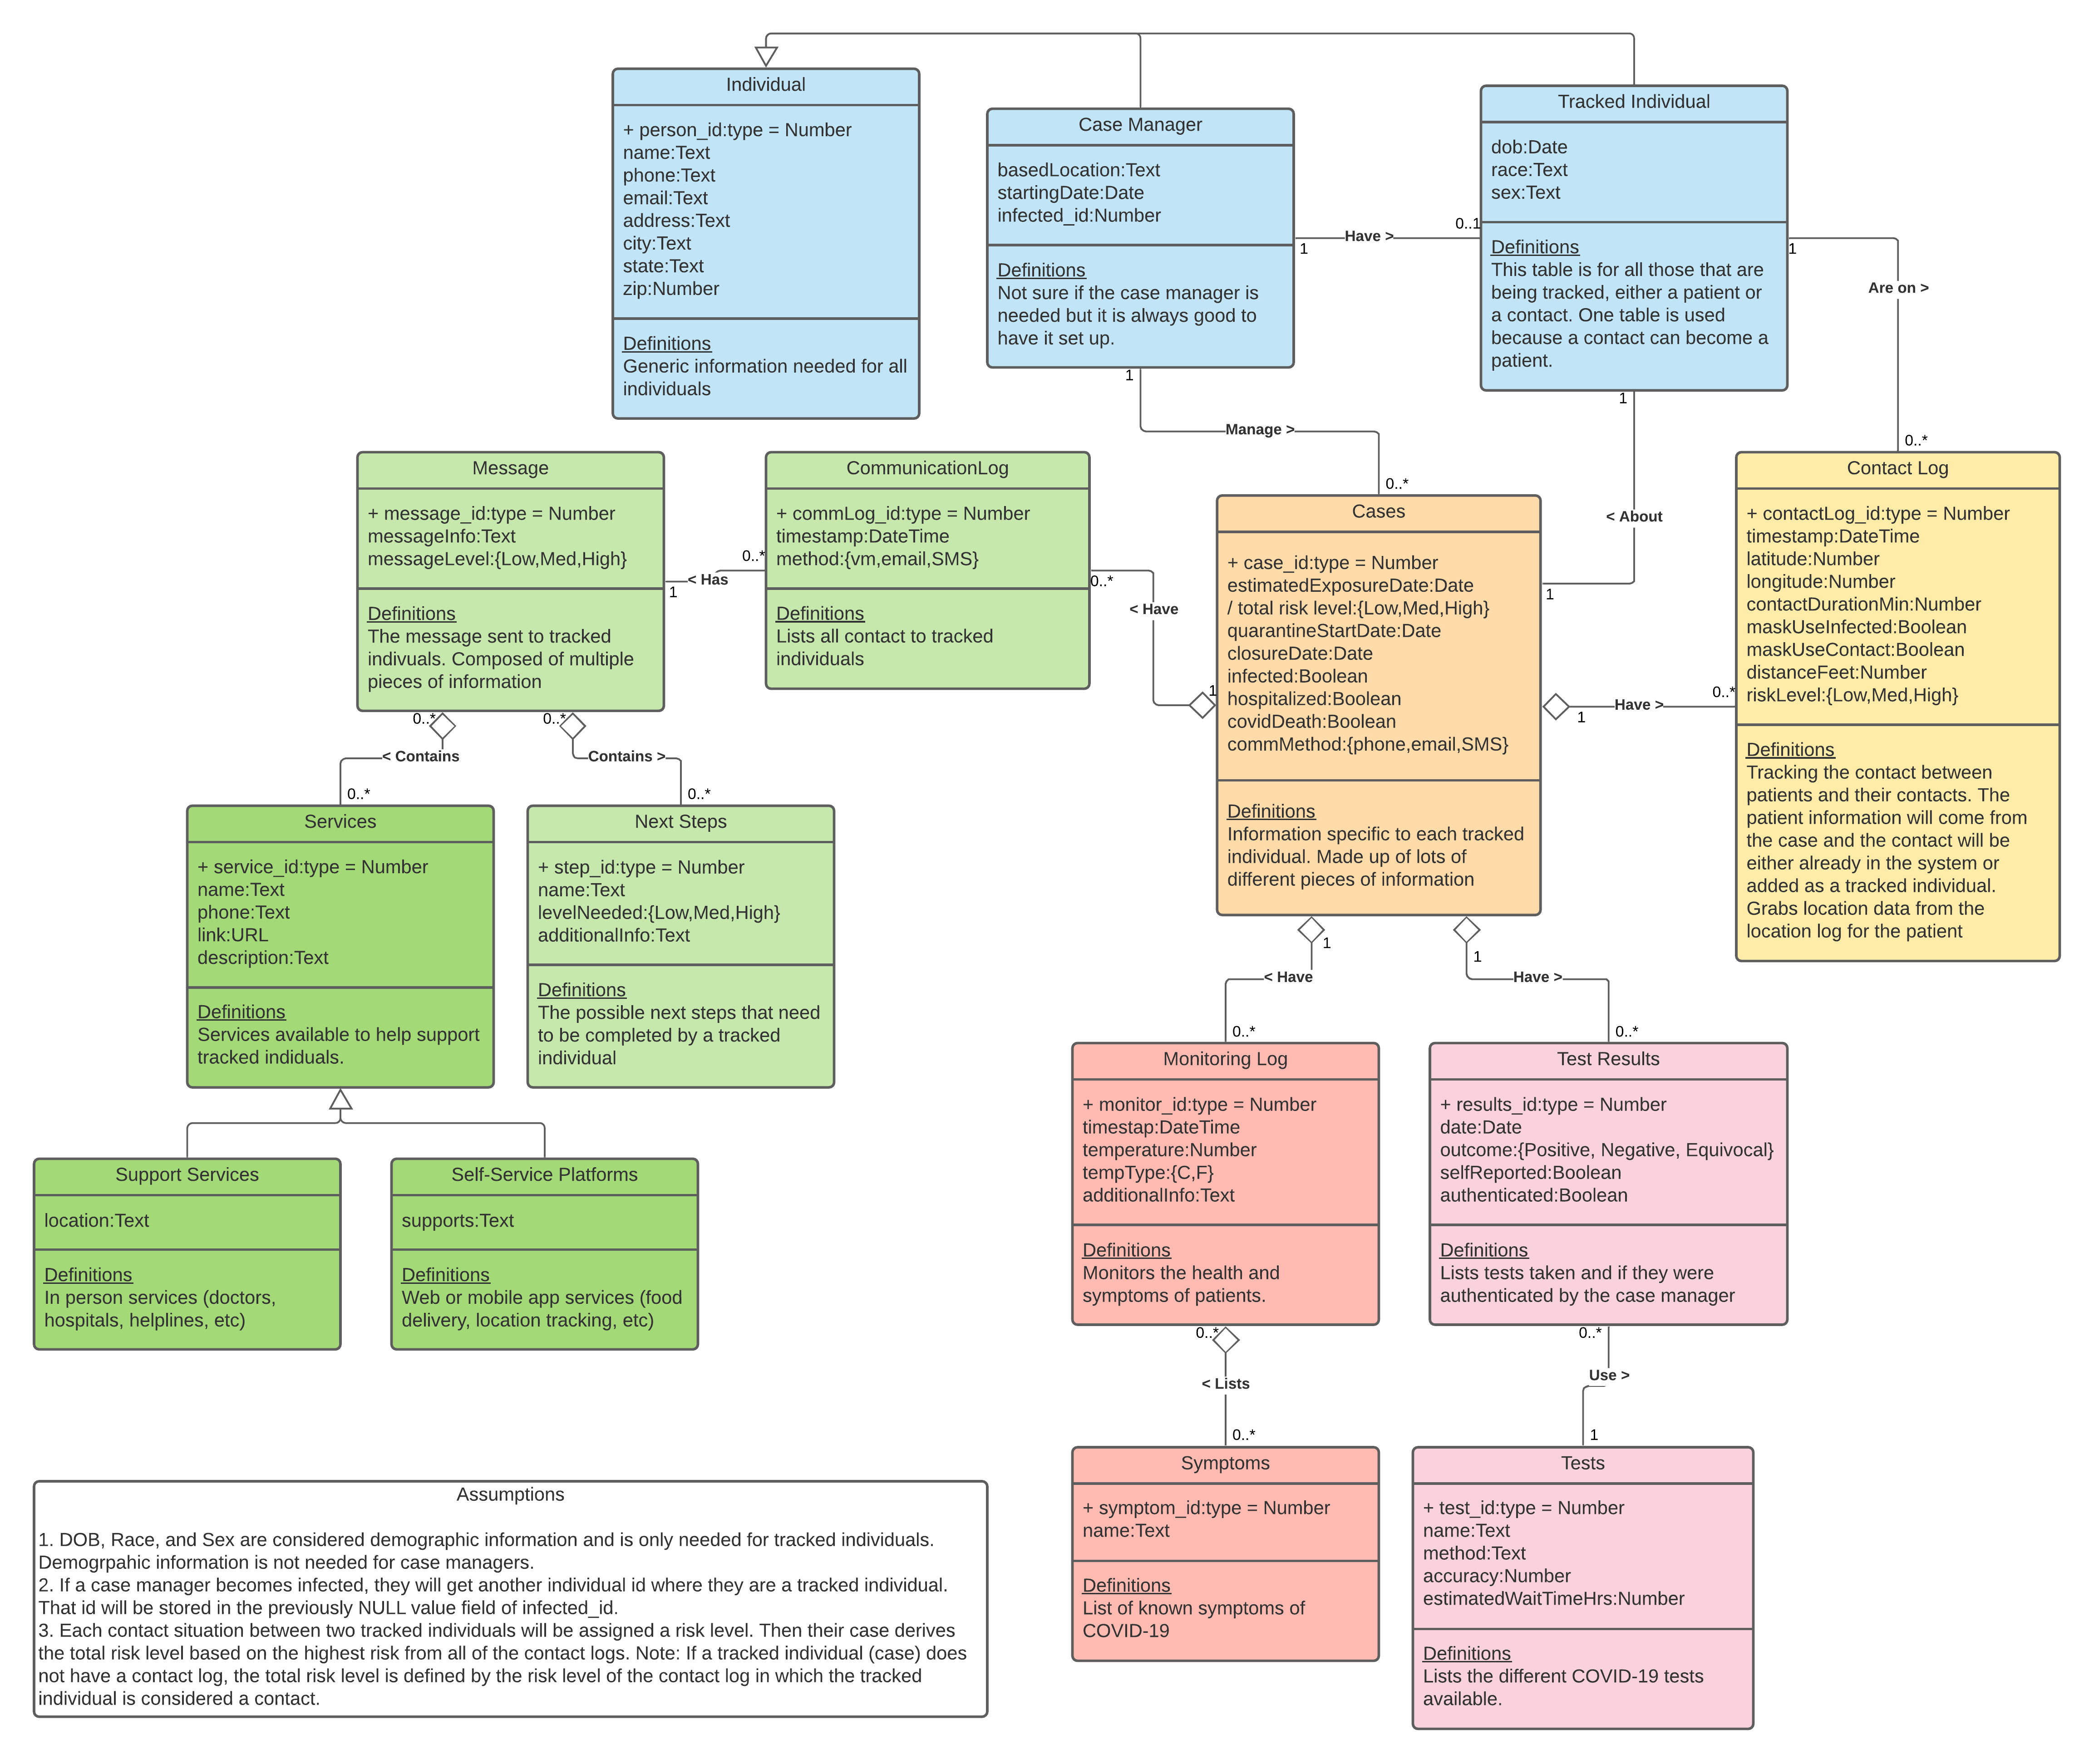 Individual
+ person_id:type = Number
name:Text
phone:Text
email:Text
address:Text
city:Text
state:Text
zip:Number
Definitions
Generic information needed for all
individuals
Case Manager
basedLocation:Text
startingDate:Date
infected_id:Number
Definitions
Not sure if the case manager is
needed but it is always good to
have it set up.
1
Have >
0..1
Tracked Individual
dob:Date
race:Text
sex:Text
Definitions
This table is for all those that are
being tracked, either a patient or
a contact. One table is used
because a contact can become a
patient.
1
Are on >
0..*
1
Manage >
0..*
1
< About
1
Message
+ message_id:type = Number
messageInfo:Text
messageLevel:{Low,Med,High}
Definitions
The message sent to tracked
indivuals. Composed of multiple
pieces of information
1
< Has
0..*
CommunicationLog
+ commLog_id:type = Number
timestamp:DateTime
method:{vm,email,SMS}
Definitions
Lists all contact to tracked
individuals
0..*
< Have
1
Cases
+ case_id:type = Number
estimatedExposureDate:Date
/ total risk level:{Low,Med,High}
quarantineStartDate:Date
closureDate:Date
infected:Boolean
hospitalized:Boolean
covidDeath:Boolean
commMethod:{phone,email,SMS}
Definitions
Information specific to each tracked
individual. Made up of lots of
different pieces of information
1
Have >
0..*
Contact Log
+ contactLog_id:type = Number
timestamp:DateTime
latitude:Number
longitude:Number
contactDurationMin:Number
maskUseInfected:Boolean
maskUseContact:Boolean
distanceFeet:Number
riskLevel:{Low,Med,High}
Definitions
Tracking the contact between
patients and their contacts. The
patient information will come from
the case and the contact will be
either already in the system or
added as a tracked individual.
Grabs location data from the
location log for the patient
0..*
< Contains
0..*
0..*
Contains >
0..*
Services
+ service_id:type = Number
name:Text
phone:Text
link:URL
description:Text
Definitions
Services available to help support
tracked indiduals.
Next Steps
+ step_id:type = Number
name:Text
levelNeeded:{Low,Med,High}
additionalInfo:Text
Definitions
The possible next steps that need
to be completed by a tracked
individual
1
< Have
0..*
1
Have >
0..*
Monitoring Log
+ monitor_id:type = Number
timestap:DateTime
temperature:Number
tempType:{C,F}
additionalInfo:Text
Definitions
Monitors the health and
symptoms of patients.
Test Results
+ results_id:type = Number
date:Date
outcome:{Positive, Negative, Equivocal}
selfReported:Boolean
authenticated:Boolean
Definitions
Lists tests taken and if they were
authenticated by the case manager
Support Services
location:Text
Definitions
In person services (doctors,
hospitals, helplines, etc)
Self-Service Platforms
supports:Text
Definitions
Web or mobile app services (food
delivery, location tracking, etc)
0..*
< Lists
0..*
0..*
Use >
1
Symptoms
+ symptom_id:type = Number
name:Text
Definitions
List of known symptoms of
COVID-19
Tests
+ test_id:type = Number
name:Text
method:Text
accuracy:Number
estimatedWaitTimeHrs:Number
Definitions
Lists the different COVID-19 tests
available.
Assumptions
1. DOB, Race, and Sex are considered demographic information and is only needed for tracked individuals.
Demogrpahic information is not needed for case managers.
2. If a case manager becomes infected, they will get another individual id where they are a tracked individual.
That id will be stored in the previously NULL value field of infected_id.
3. Each contact situation between two tracked individuals will be assigned a risk level. Then their case derives
the total risk level based on the highest risk from all of the contact logs. Note: If a tracked individual (case) does
not have a contact log, the total risk level is defined by the risk level of the contact log in which the tracked
individual is considered a contact.